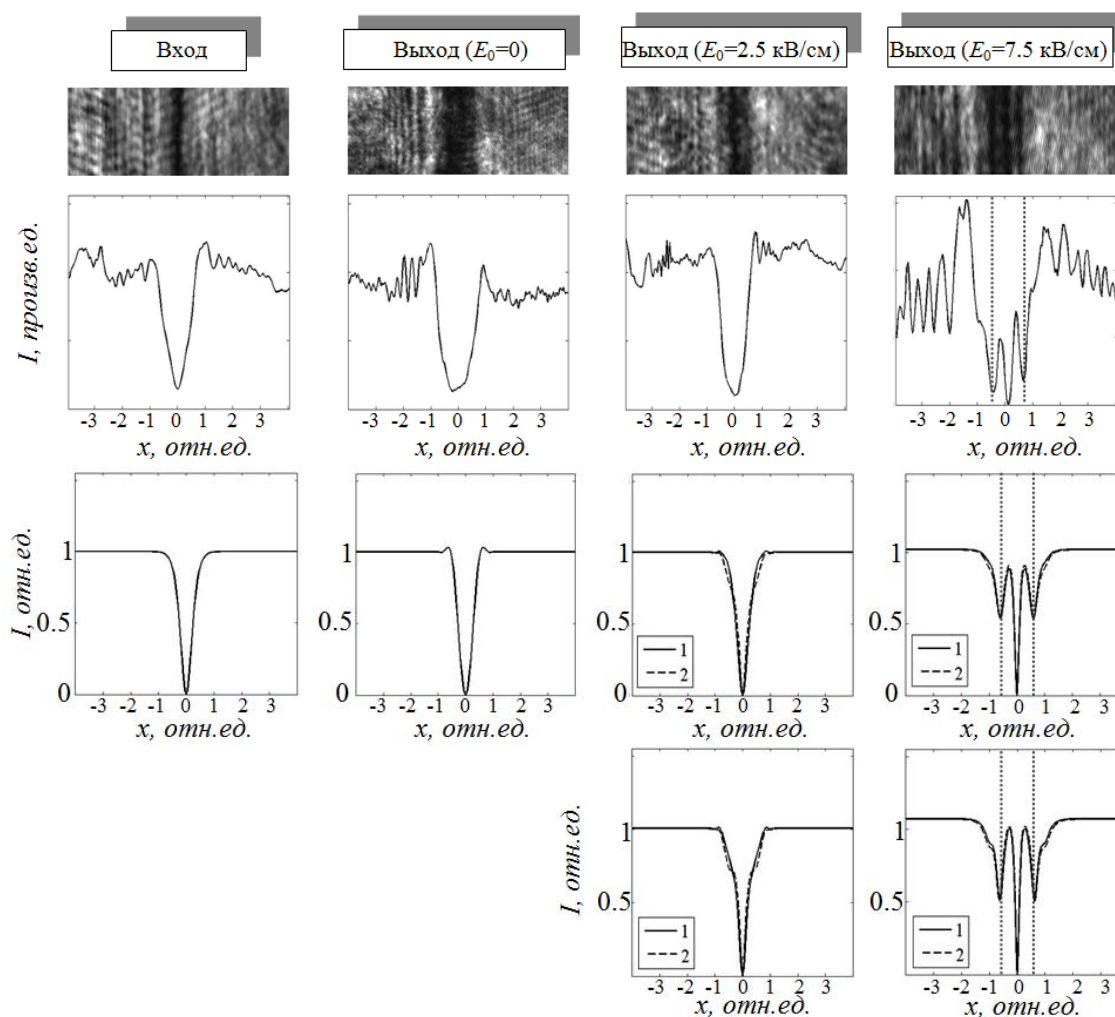 Вход
Выход (E₀=0)
Выход (E₀=2.5 кВ/см)
Выход (E₀=7.5 кВ/см)
I, произв.ед.
-3 -2 -1 0 1 2 3
x, отн.ед.
-3 -2 -1 0 1 2 3
x, отн.ед.
-3 -2 -1 0 1 2 3
x, отн.ед.
-3 -2 -1 0 1 2 3
x, отн.ед.
I, отн.ед.
1
0.5
0
-3 -2 -1 0 1 2 3
x, отн.ед.
1
0.5
0
-3 -2 -1 0 1 2 3
x, отн.ед.
1
0.5
0
1
2
-3 -2 -1 0 1 2 3
x, отн.ед.
1
0.5
0
1
2
-3 -2 -1 0 1 2 3
x, отн.ед.
I, отн.ед.
1
0.5
1
2
-3 -2 -1 0 1 2 3
x, отн.ед.
1
0.5
1
2
-3 -2 -1 0 1 2 3
x, отн.ед.